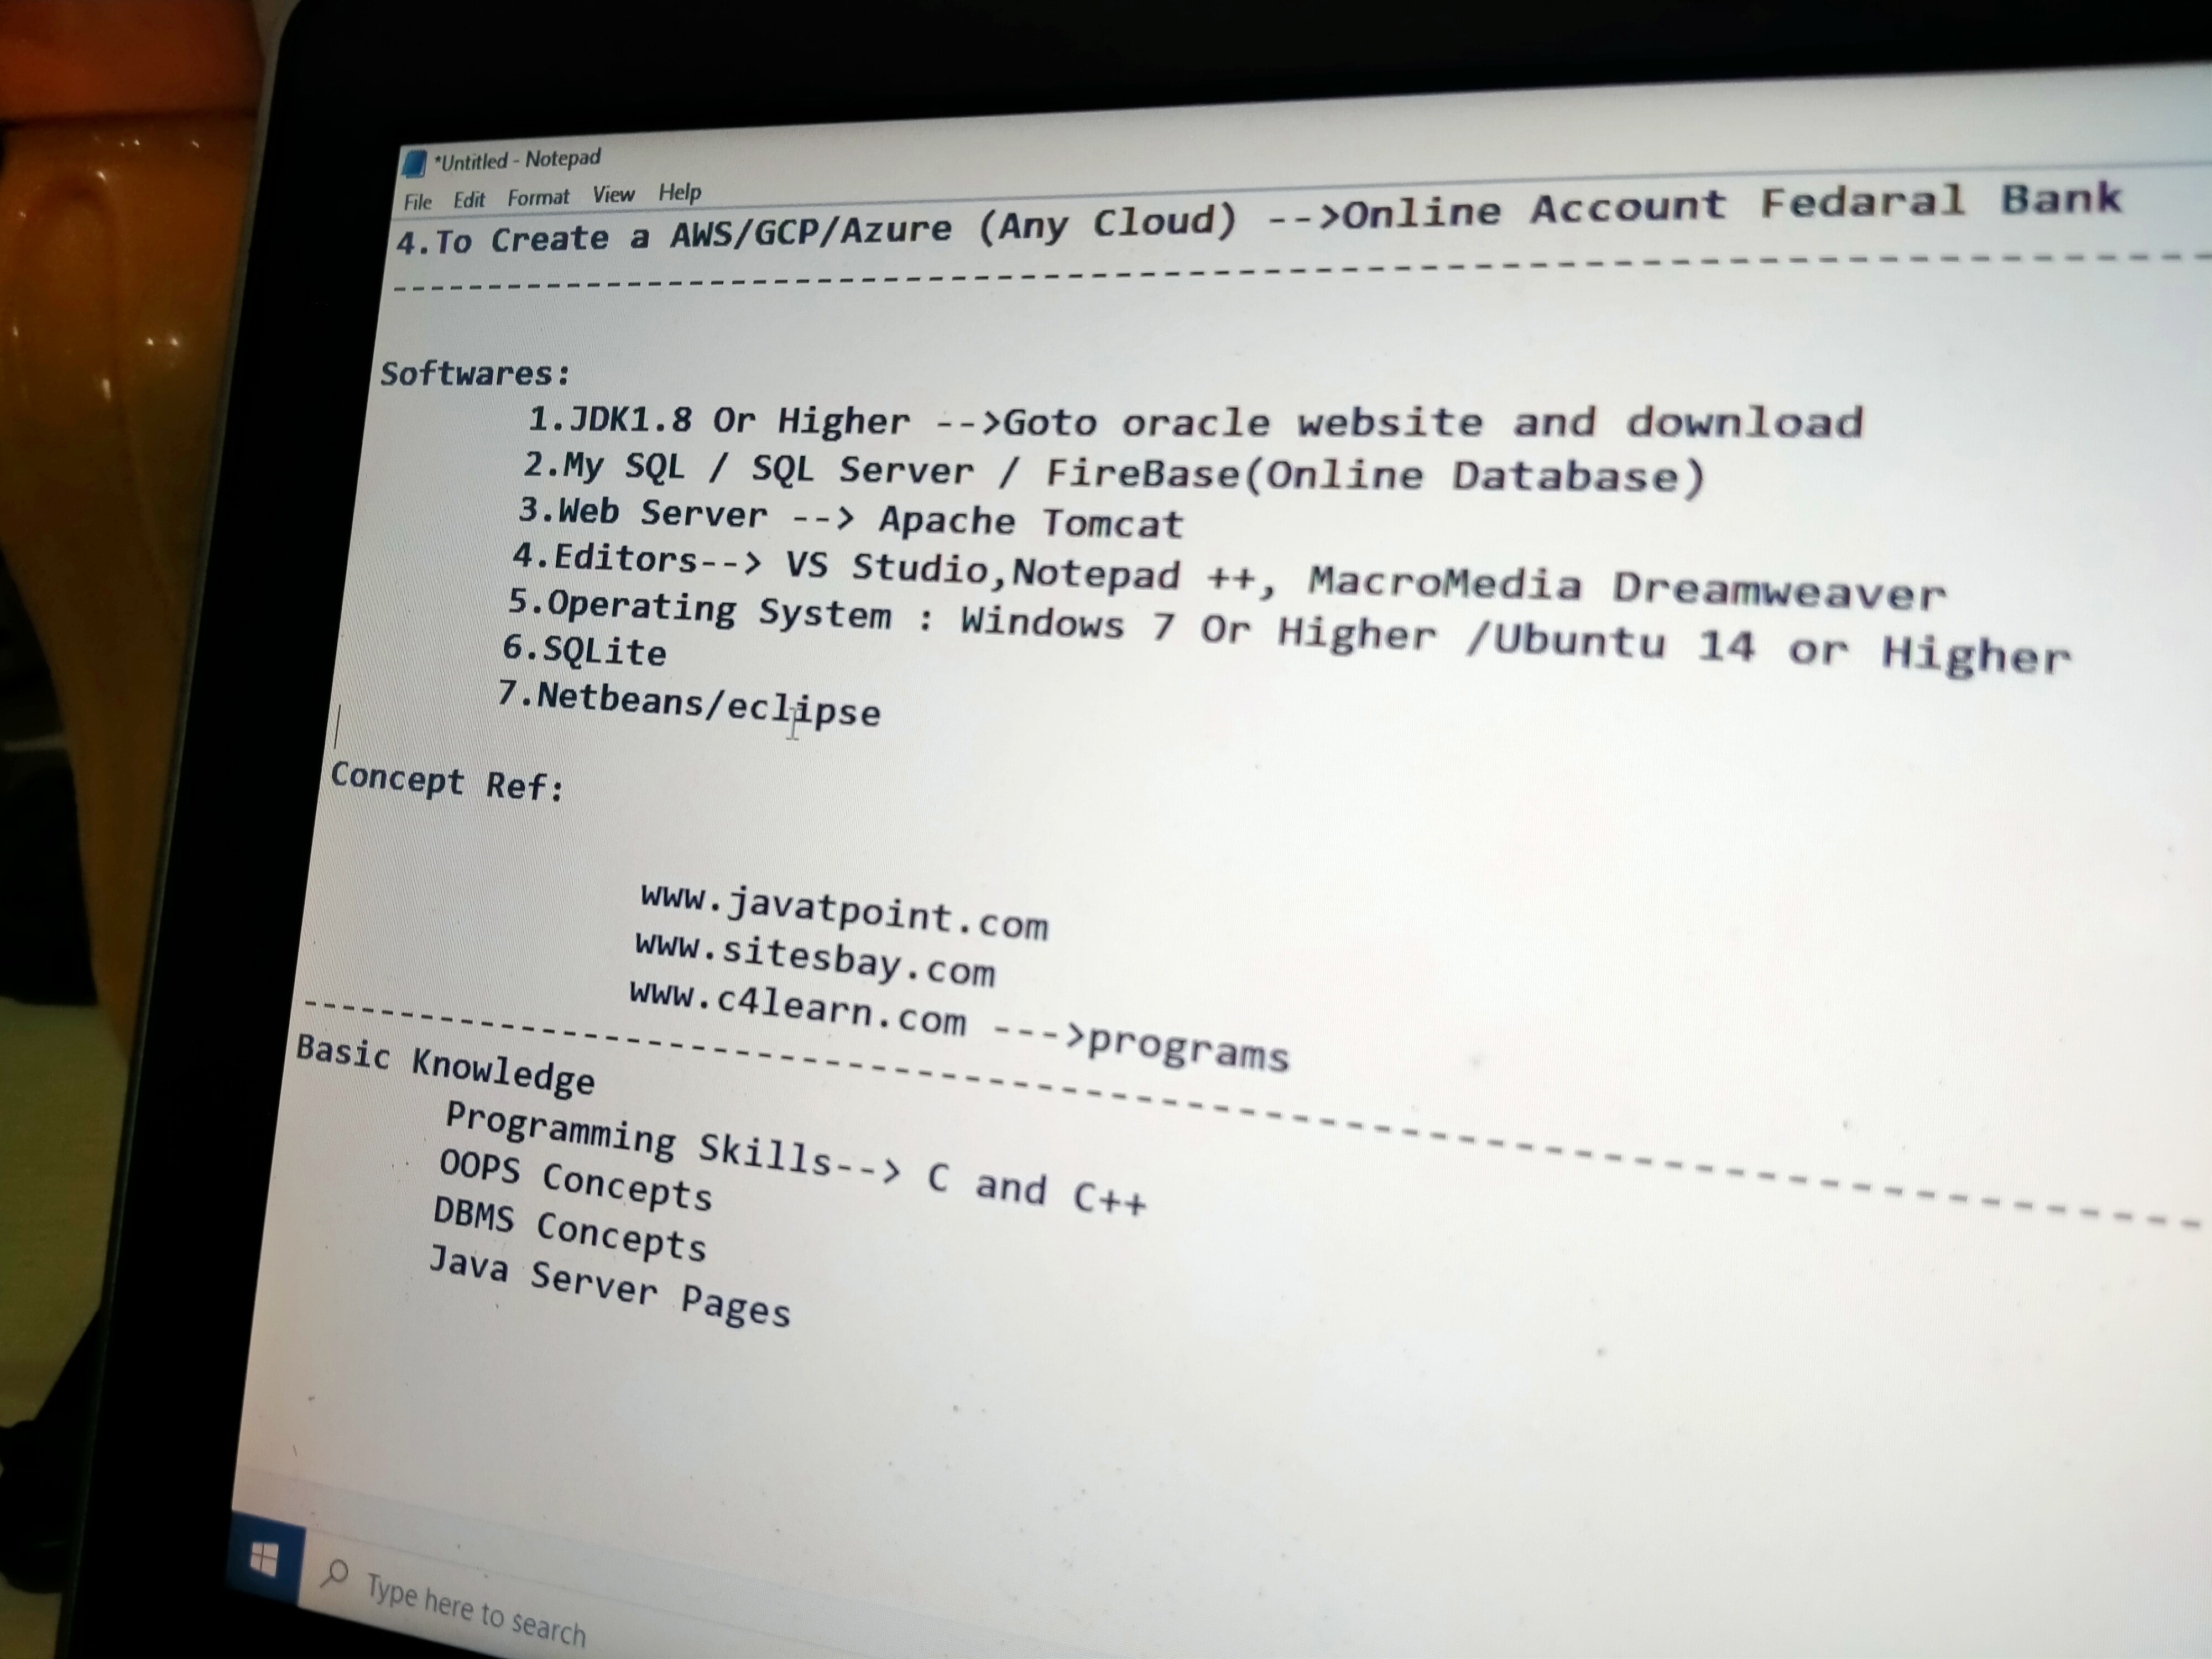 *Untitled - Notepad
File Edit Format View Help
4.To Create a AWS/GCP/Azure (Any Cloud) -->Online Account Fedaral Bank
--------------------------------------------------------------------
Softwares:
1.JDK1.8 Or Higher -->Goto oracle website and download
2.My SQL / SQL Server / FireBase(Online Database)
3.Web Server --> Apache Tomcat
4.Editors--> VS Studio,Notepad ++, MacroMedia Dreamweaver
5.Operating System : Windows 7 Or Higher /Ubuntu 14 or Higher
6.SQLite
7.Netbeans/eclipse
Concept Ref:
www.javatpoint.com
www.sitesbay.com
www.c4learn.com --->programs
--------------------------------------------------------------------
Basic Knowledge
Programming Skills--> C and C++
OOPS Concepts
DBMS Concepts
Java Server Pages
Type here to search